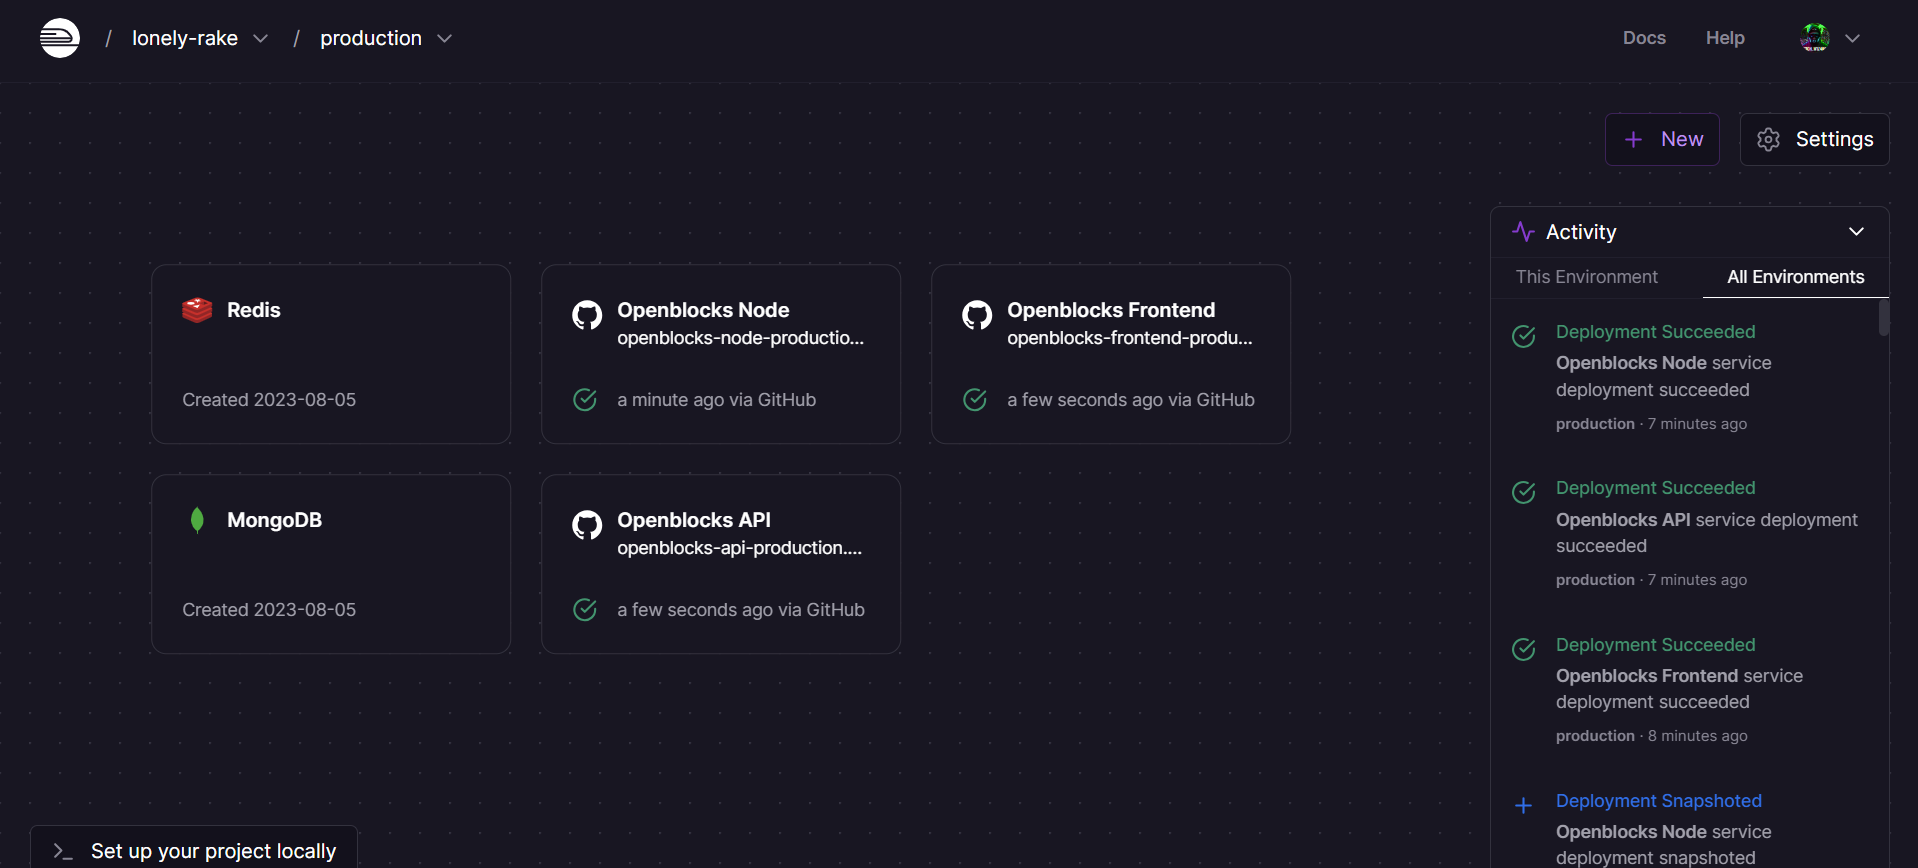 / lonely-rake / production
Docs Help
+ New Settings
Activity
This Environment All Environments
Redis
Created 2023-08-05
Openblocks Node
openblocks-node-productio...
a minute ago via GitHub
Openblocks Frontend
openblocks-frontend-produ...
a few seconds ago via GitHub
MongoDB
Created 2023-08-05
Openblocks API
openblocks-api-production....
a few seconds ago via GitHub
Deployment Succeeded
Openblocks Node service
deployment succeeded
production · 7 minutes ago
Deployment Succeeded
Openblocks API service deployment
succeeded
production · 7 minutes ago
Deployment Succeeded
Openblocks Frontend service
deployment succeeded
production · 8 minutes ago
Deployment Snapshoted
Openblocks Node service
deployment snapshoted
Set up your project locally